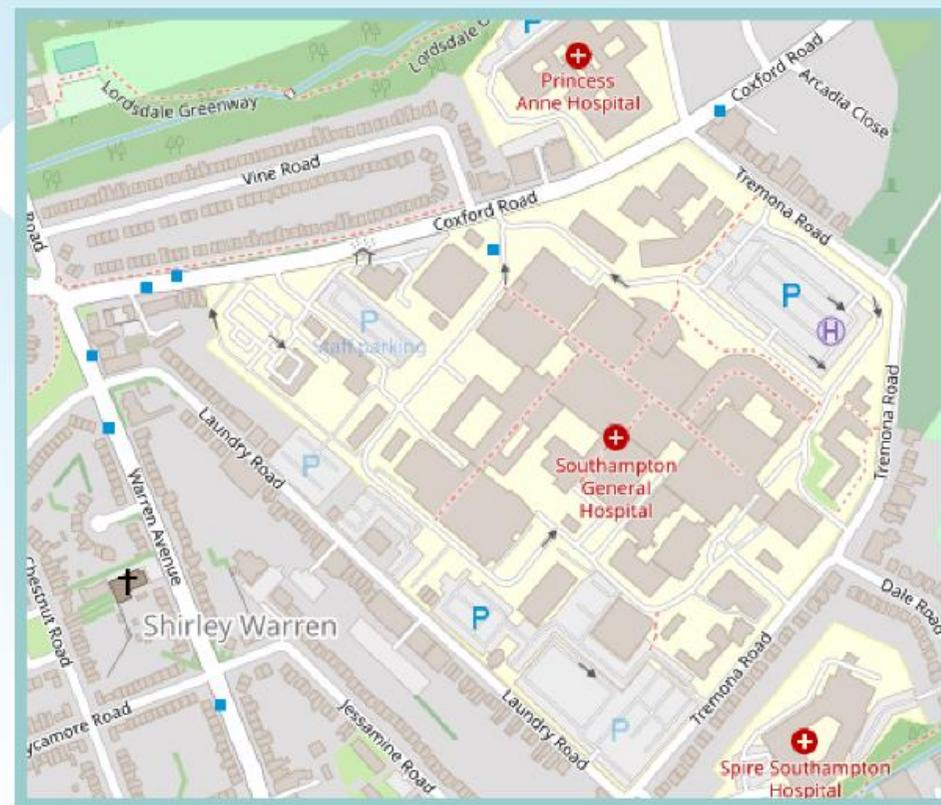 P
Lordsdale G
Coxford Road
Princess
Anne Hospital
Arcadia Close
Lordsdale Greenway
Vine Road
Tremona Road
Coxford Road
Road
P
P
Staff parking
H
Tremona Road
Laundry Road
Southampton
General
Hospital
P
Warren Avenue
Chestnut Road
Dale Road
P
Shirley Warren
Tremona Road
Laundry Road
P
ycamore Road
Jessamine Road
Spire Southampton
Hospital